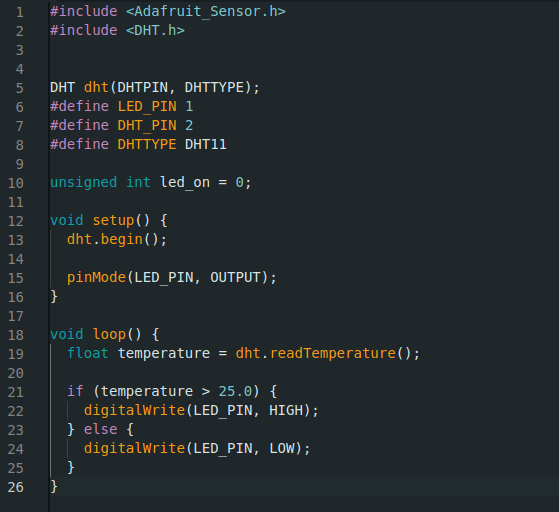 1 #include <Adafruit_Sensor.h>
2 #include <DHT.h>
3
4
5 DHT dht(DHTPIN, DHTTYPE);
6 #define LED_PIN 1
7 #define DHT_PIN 2
8 #define DHTTYPE DHT11
9
10 unsigned int led_on = 0;
11
12 void setup() {
13   dht.begin();
14
15   pinMode(LED_PIN, OUTPUT);
16 }
17
18 void loop() {
19   float temperature = dht.readTemperature();
20
21   if (temperature > 25.0) {
22     digitalWrite(LED_PIN, HIGH);
23   } else {
24     digitalWrite(LED_PIN, LOW);
25   }
26 }